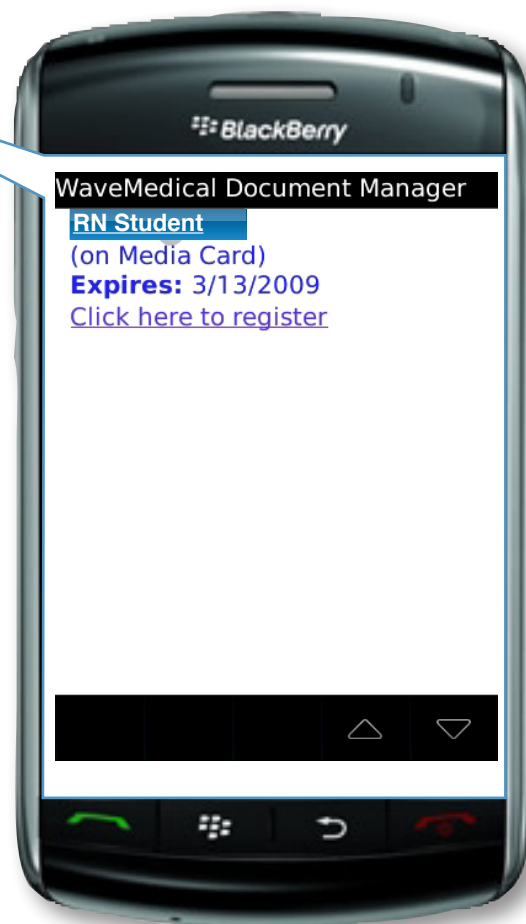 BlackBerry
WaveMedical Document Manager
RN Student
(on Media Card)
Expires: 3/13/2009
Click here to register